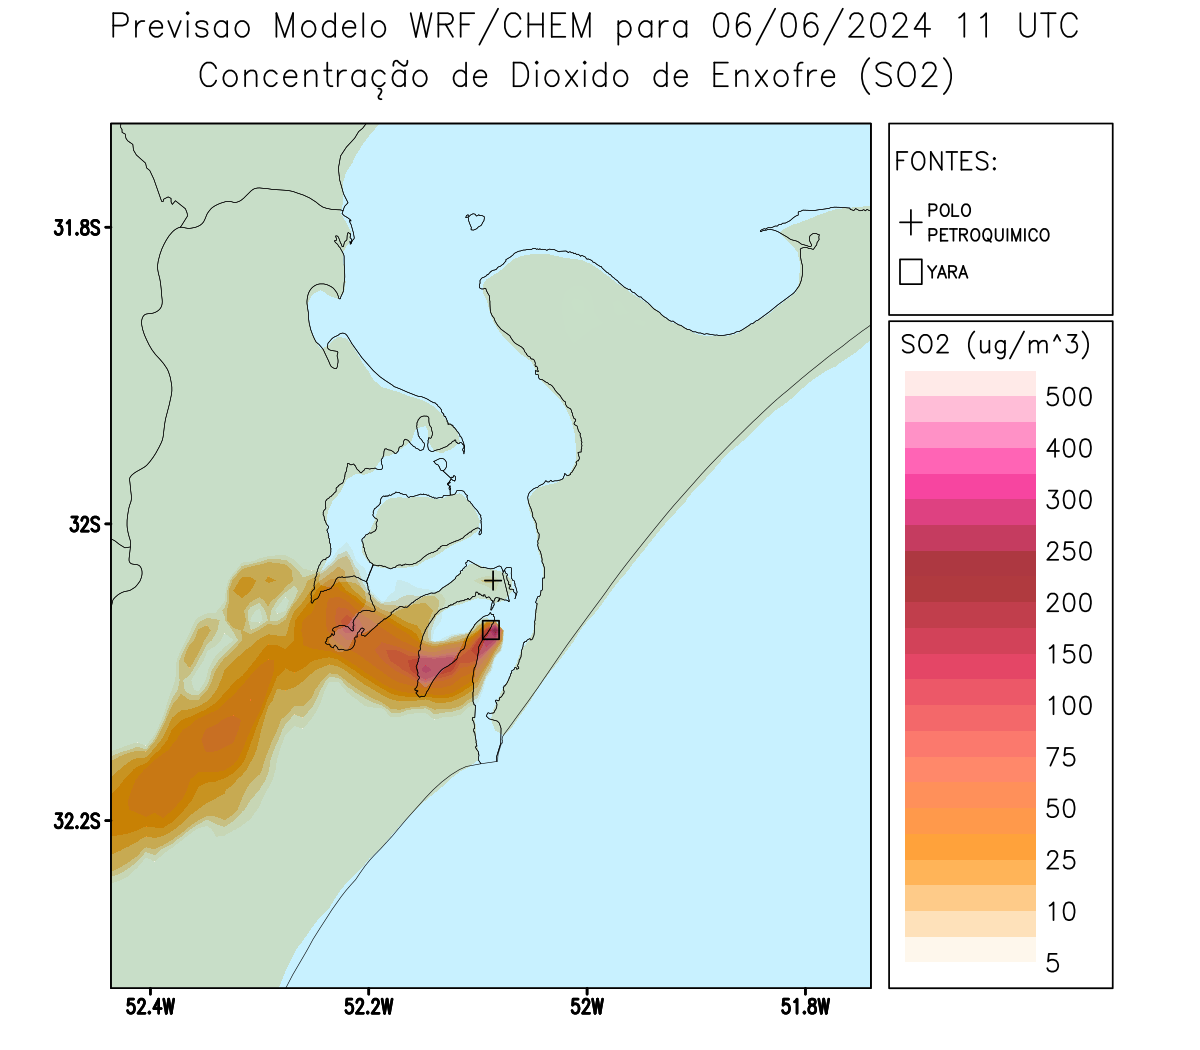 Previsao Modelo WRF/CHEM para 06/06/2024 11 UTC
Concentração de Dioxido de Enxofre (SO2)
FONTES:
POLO
PETROQUIMICO
YARA
31.8S
32S
32.2S
52.4W
52.2W
52W
51.8W
SO2 (ug/m^3)
500
400
300
250
200
150
100
75
50
25
10
5